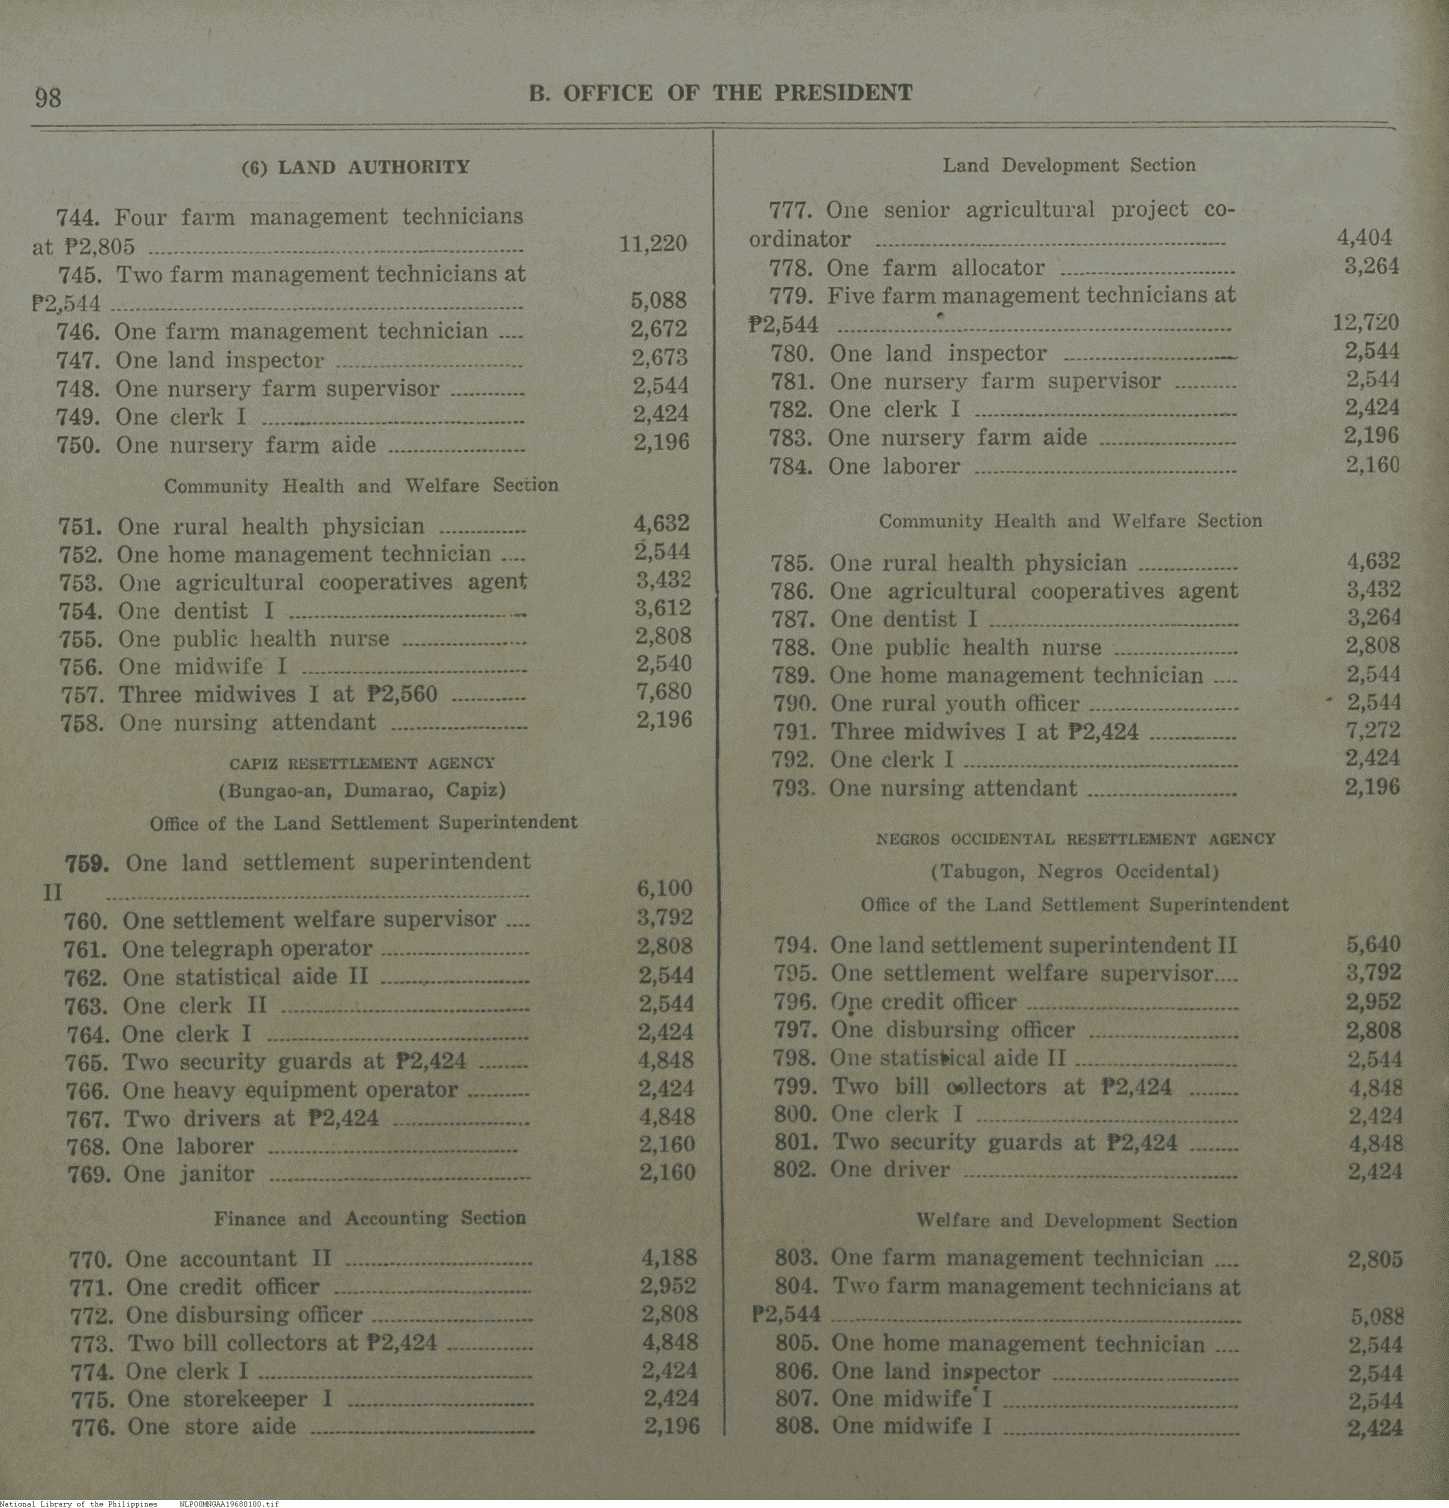 98
B. OFFICE OF THE PRESIDENT
(6) LAND AUTHORITY
744. Four farm management technicians
at ₱2,805 ........ 11,220
745. Two farm management technicians at
₱2,544 ........ 5,088
746. One farm management technician .... 2,672
747. One land inspector ........ 2,673
748. One nursery farm supervisor ........ 2,544
749. One clerk I ........ 2,424
750. One nursery farm aide ........ 2,196
Community Health and Welfare Section
751. One rural health physician ........ 4,632
752. One home management technician .... 2,544
753. One agricultural cooperatives agent 3,432
754. One dentist I ........ 3,612
755. One public health nurse ........ 2,808
756. One midwife I ........ 2,540
757. Three midwives I at ₱2,560 ........ 7,680
758. One nursing attendant ........ 2,196
CAPIZ RESETTLEMENT AGENCY
(Bungao-an, Dumarao, Capiz)
Office of the Land Settlement Superintendent
759. One land settlement superintendent
II ........ 6,100
760. One settlement welfare supervisor .... 3,792
761. One telegraph operator ........ 2,808
762. One statistical aide II ........ 2,544
763. One clerk II ........ 2,544
764. One clerk I ........ 2,424
765. Two security guards at ₱2,424 ........ 4,848
766. One heavy equipment operator ........ 2,424
767. Two drivers at ₱2,424 ........ 4,848
768. One laborer ........ 2,160
769. One janitor ........ 2,160
Finance and Accounting Section
770. One accountant II ........ 4,188
771. One credit officer ........ 2,952
772. One disbursing officer ........ 2,808
773. Two bill collectors at ₱2,424 ........ 4,848
774. One clerk I ........ 2,424
775. One storekeeper I ........ 2,424
776. One store aide ........ 2,196
Land Development Section
777. One senior agricultural project co-
ordinator ........ 4,404
778. One farm allocator ........ 3,264
779. Five farm management technicians at
₱2,544 ........ 12,720
780. One land inspector ........ 2,544
781. One nursery farm supervisor ........ 2,544
782. One clerk I ........ 2,424
783. One nursery farm aide ........ 2,196
784. One laborer ........ 2,160
Community Health and Welfare Section
785. One rural health physician ........ 4,632
786. One agricultural cooperatives agent 3,432
787. One dentist I ........ 3,264
788. One public health nurse ........ 2,808
789. One home management technician .... 2,544
790. One rural youth officer ........ 2,544
791. Three midwives I at ₱2,424 ........ 7,272
792. One clerk I ........ 2,424
793. One nursing attendant ........ 2,196
NEGROS OCCIDENTAL RESETTLEMENT AGENCY
(Tabugon, Negros Occidental)
Office of the Land Settlement Superintendent
794. One land settlement superintendent II 5,640
795. One settlement welfare supervisor.... 3,792
796. One credit officer ........ 2,952
797. One disbursing officer ........ 2,808
798. One statistical aide II ........ 2,544
799. Two bill collectors at ₱2,424 ........ 4,848
800. One clerk I ........ 2,424
801. Two security guards at ₱2,424 ........ 4,848
802. One driver ........ 2,424
Welfare and Development Section
803. One farm management technician .... 2,805
804. Two farm management technicians at
₱2,544 ........ 5,088
805. One home management technician .... 2,544
806. One land inspector ........ 2,544
807. One midwife I ........ 2,544
808. One midwife I ........ 2,424
National Library of the Philippines NLPOOMNGAA19680100.tif